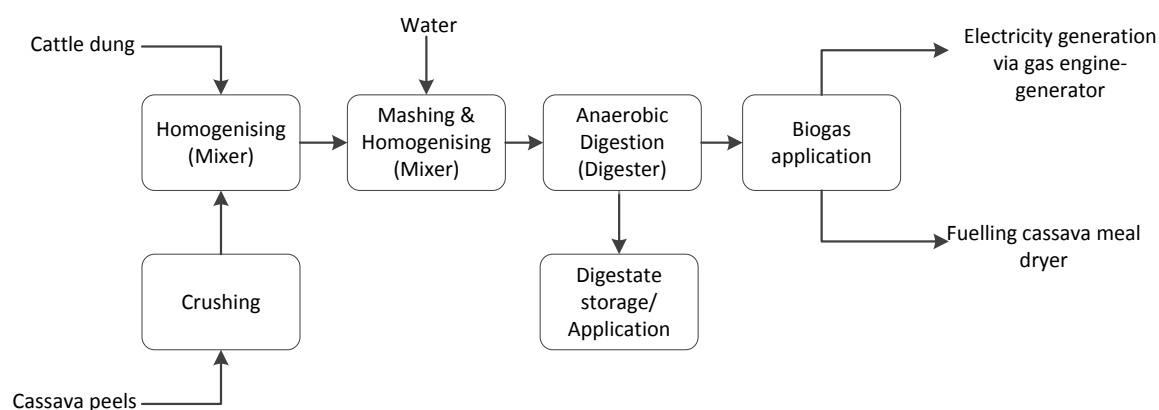 Cattle dung
Water
Electricity generation
via gas engine-
generator
Homogenising
(Mixer)
Mashing &
Homogenising
(Mixer)
Anaerobic
Digestion
(Digester)
Biogas
application
Crushing
Digestate
storage/
Application
Fuelling cassava meal
dryer
Cassava peels